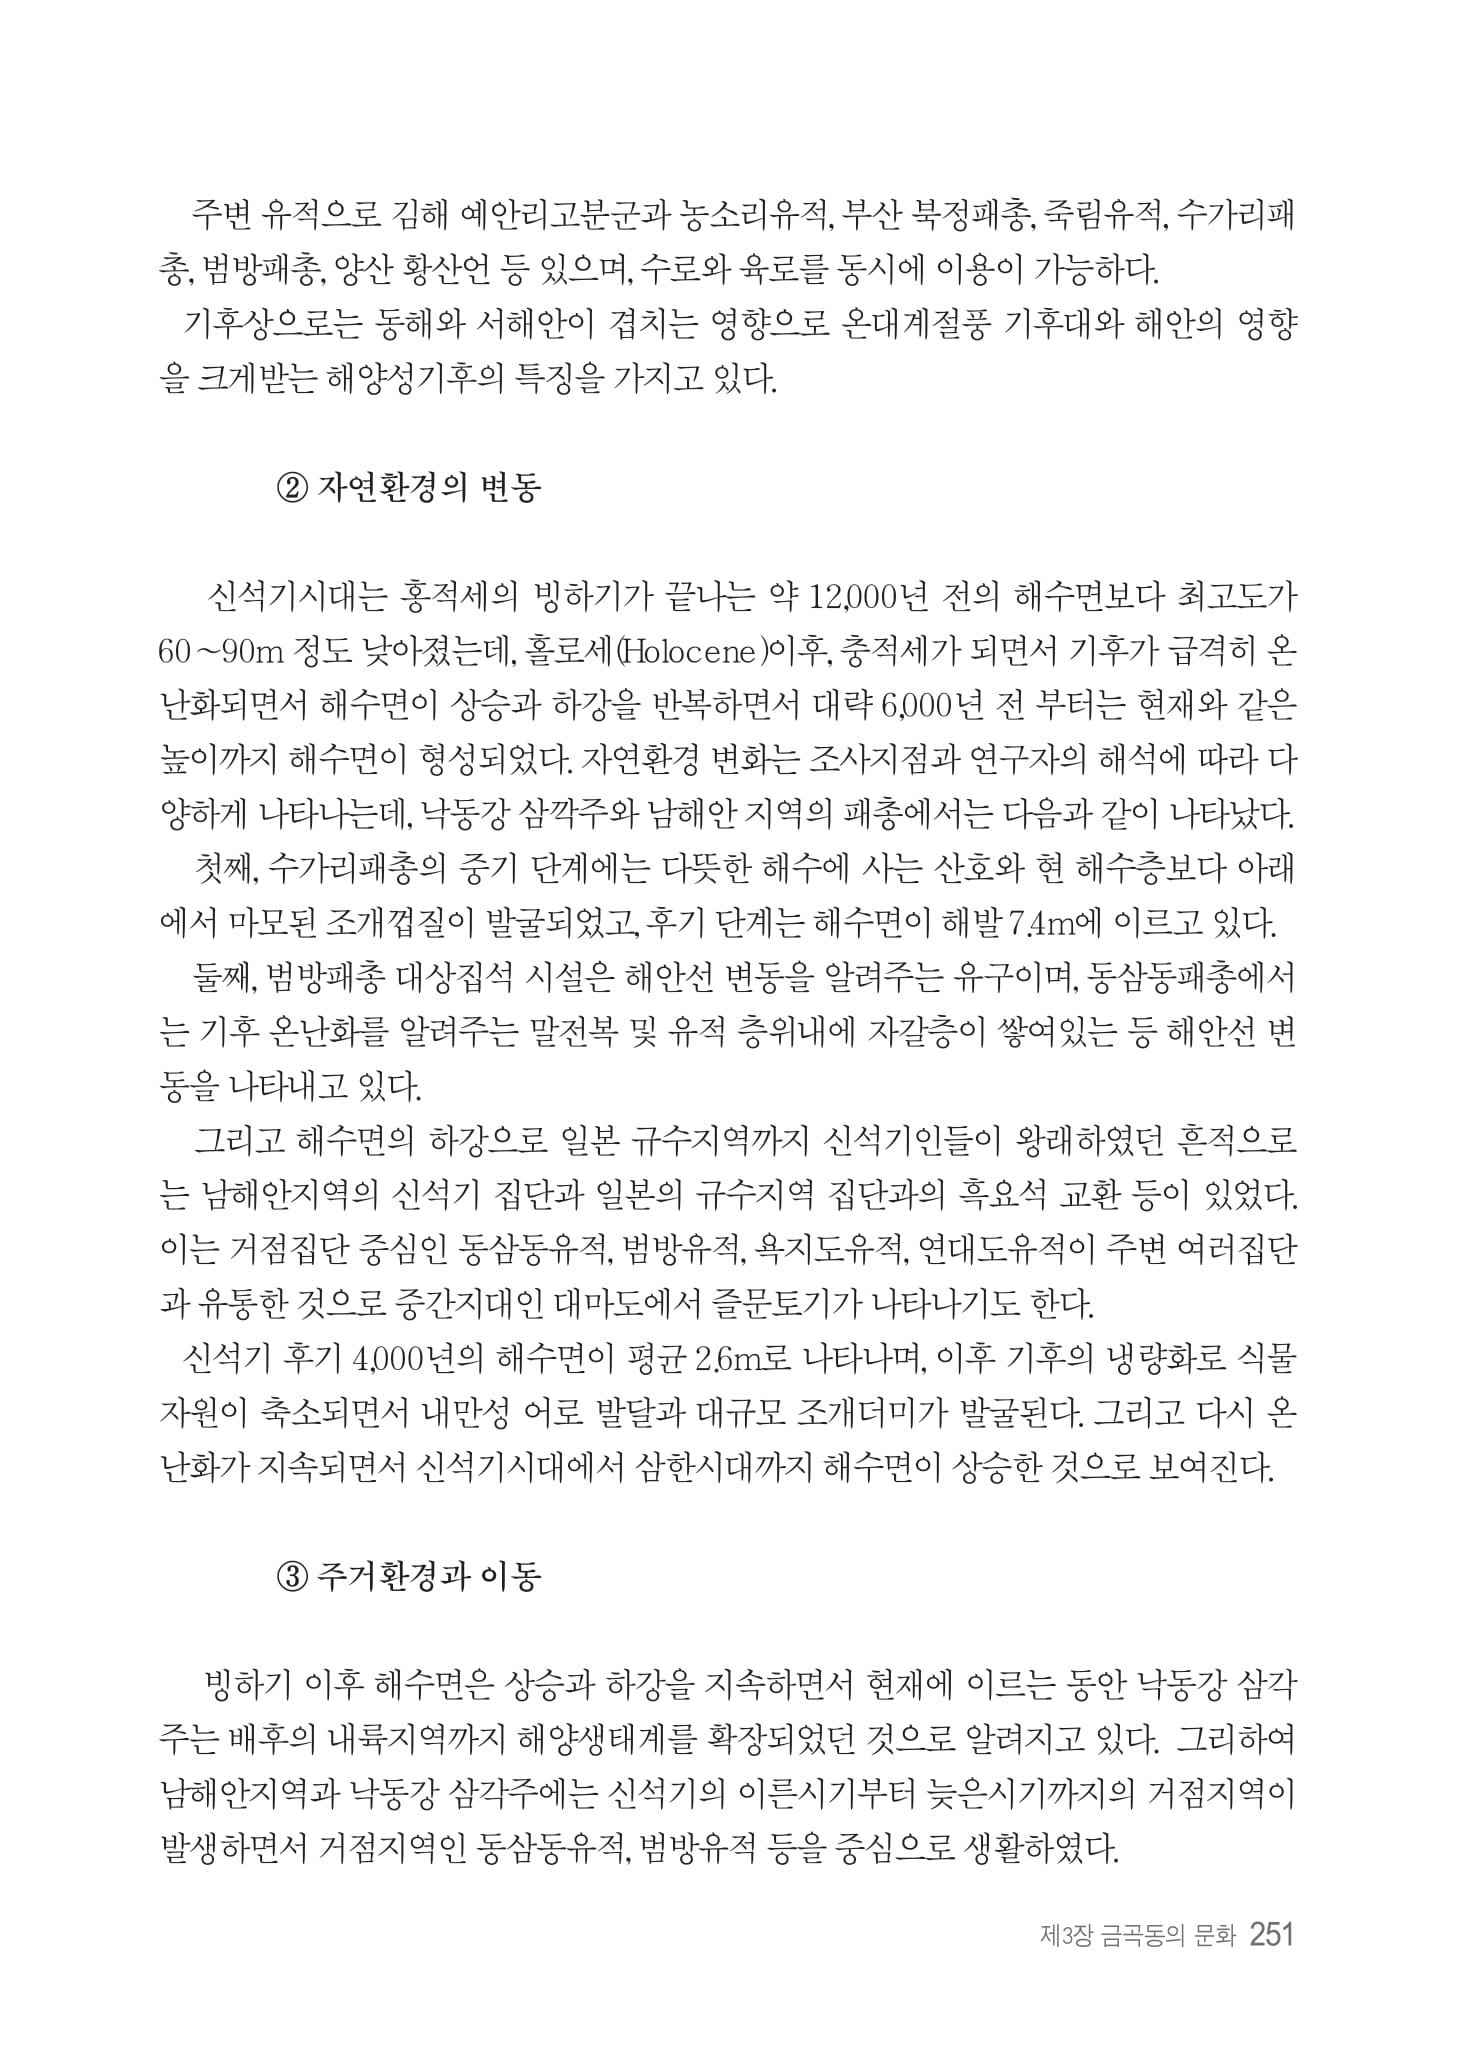 주변 유적으로 김해 예안리고분군과 농소리유적, 부산 북정패총, 죽림유적, 수가리패
총, 범방패총, 양산 황산언 등 있으며, 수로와 육로를 동시에 이용이 가능하다.
기후상으로는 동해와 서해안이 겹치는 영향으로 온대계절풍 기후대와 해안의 영향
을 크게받는 해양성기후의 특징을 가지고 있다.
② 자연환경의 변동
신석기시대는 홍적세의 빙하기가 끝나는 약 12,000년 전의 해수면보다 최고도가
60~90m 정도 낮아졌는데, 홀로세(Holocene)이후, 충적세가 되면서 기후가 급격히 온
난화되면서 해수면이 상승과 하강을 반복하면서 대략 6,000년 전 부터는 현재와 같은
높이까지 해수면이 형성되었다. 자연환경 변화는 조사지점과 연구자의 해석에 따라 다
양하게 나타나는데, 낙동강 삼깍주와 남해안 지역의 패총에서는 다음과 같이 나타났다.
첫째, 수가리패총의 중기 단계에는 다뜻한 해수에 사는 산호와 현 해수층보다 아래
에서 마모된 조개껍질이 발굴되었고, 후기 단계는 해수면이 해발 7.4m에 이르고 있다.
둘째, 범방패총 대상집석 시설은 해안선 변동을 알려주는 유구이며, 동삼동패총에서
는 기후 온난화를 알려주는 말전복 및 유적 층위내에 자갈층이 쌓여있는 등 해안선 변
동을 나타내고 있다.
그리고 해수면의 하강으로 일본 규수지역까지 신석기인들이 왕래하였던 흔적으로
는 남해안지역의 신석기 집단과 일본의 규수지역 집단과의 흑요석 교환 등이 있었다.
이는 거점집단 중심인 동삼동유적, 범방유적, 욕지도유적, 연대도유적이 주변 여러집단
과 유통한 것으로 중간지대인 대마도에서 즐문토기가 나타나기도 한다.
신석기 후기 4,000년의 해수면이 평균 2.6m로 나타나며, 이후 기후의 냉량화로 식물
자원이 축소되면서 내만성 어로 발달과 대규모 조개더미가 발굴된다. 그리고 다시 온
난화가 지속되면서 신석기시대에서 삼한시대까지 해수면이 상승한 것으로 보여진다.
③ 주거환경과 이동
빙하기 이후 해수면은 상승과 하강을 지속하면서 현재에 이르는 동안 낙동강 삼각
주는 배후의 내륙지역까지 해양생태계를 확장되었던 것으로 알려지고 있다. 그리하여
남해안지역과 낙동강 삼각주에는 신석기의 이른시기부터 늦은시기까지의 거점지역이
발생하면서 거점지역인 동삼동유적, 범방유적 등을 중심으로 생활하였다.
제3장 금곡동의 문화 251